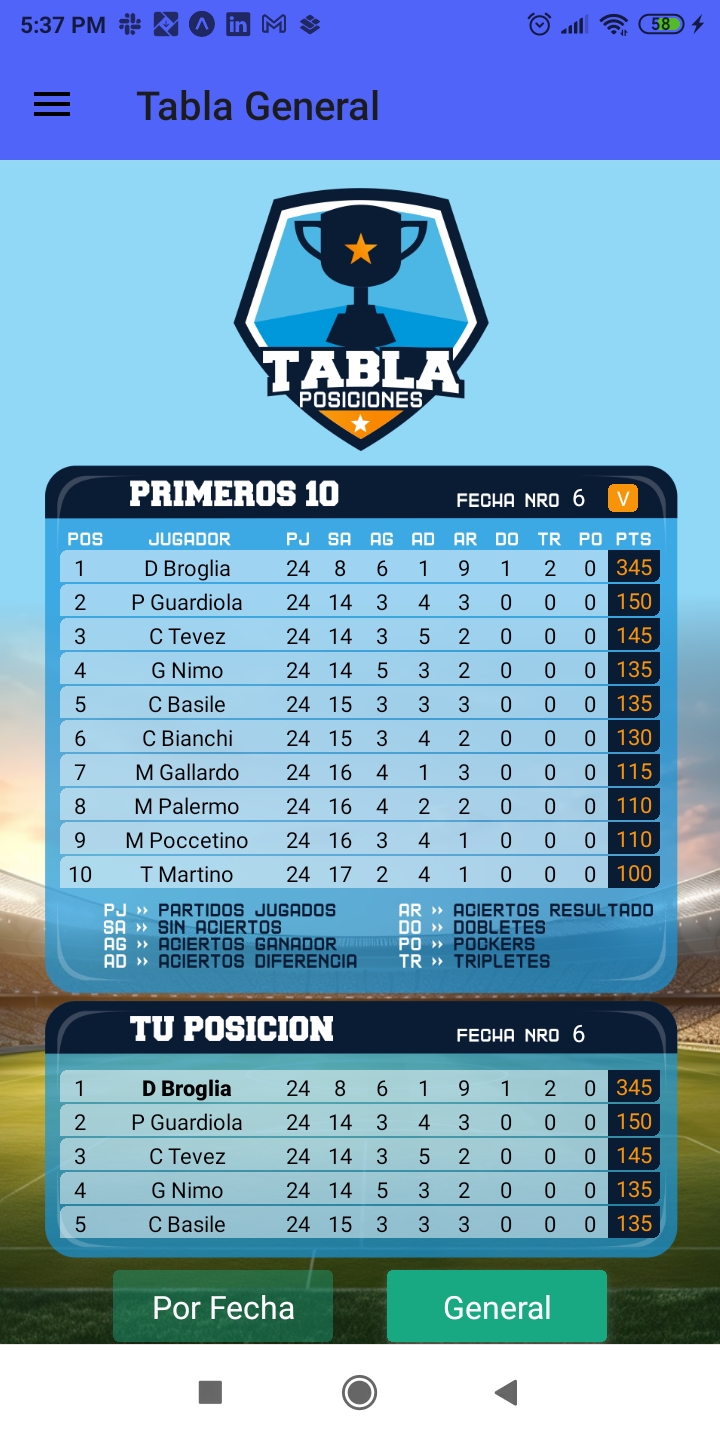 5:37 PM 58
Tabla General
TABLA
POSICIONES
PRIMEROS 10 FECHA NRO 6 V
POS JUGADOR PJ SA AG AD AR DO TR PO PTS
1 D Broglia 24 8 6 1 9 1 2 0 345
2 P Guardiola 24 14 3 4 3 0 0 0 150
3 C Tevez 24 14 3 5 2 0 0 0 145
4 G Nimo 24 14 5 3 2 0 0 0 135
5 C Basile 24 15 3 3 3 0 0 0 135
6 C Bianchi 24 15 3 4 2 0 0 0 130
7 M Gallardo 24 16 4 1 3 0 0 0 115
8 M Palermo 24 16 4 2 2 0 0 0 110
9 M Poccetino 24 16 3 4 1 0 0 0 110
10 T Martino 24 17 2 4 1 0 0 0 100
PJ >> PARTIDOS JUGADOS AR >> ACIERTOS RESULTADO
SA >> SIN ACIERTOS DO >> DOBLETES
AG >> ACIERTOS GANADOR PO >> POCKERS
AD >> ACIERTOS DIFERENCIA TR >> TRIPLETES
TU POSICION FECHA NRO 6
1 D Broglia 24 8 6 1 9 1 2 0 345
2 P Guardiola 24 14 3 4 3 0 0 0 150
3 C Tevez 24 14 3 5 2 0 0 0 145
4 G Nimo 24 14 5 3 2 0 0 0 135
5 C Basile 24 15 3 3 3 0 0 0 135
Por Fecha General